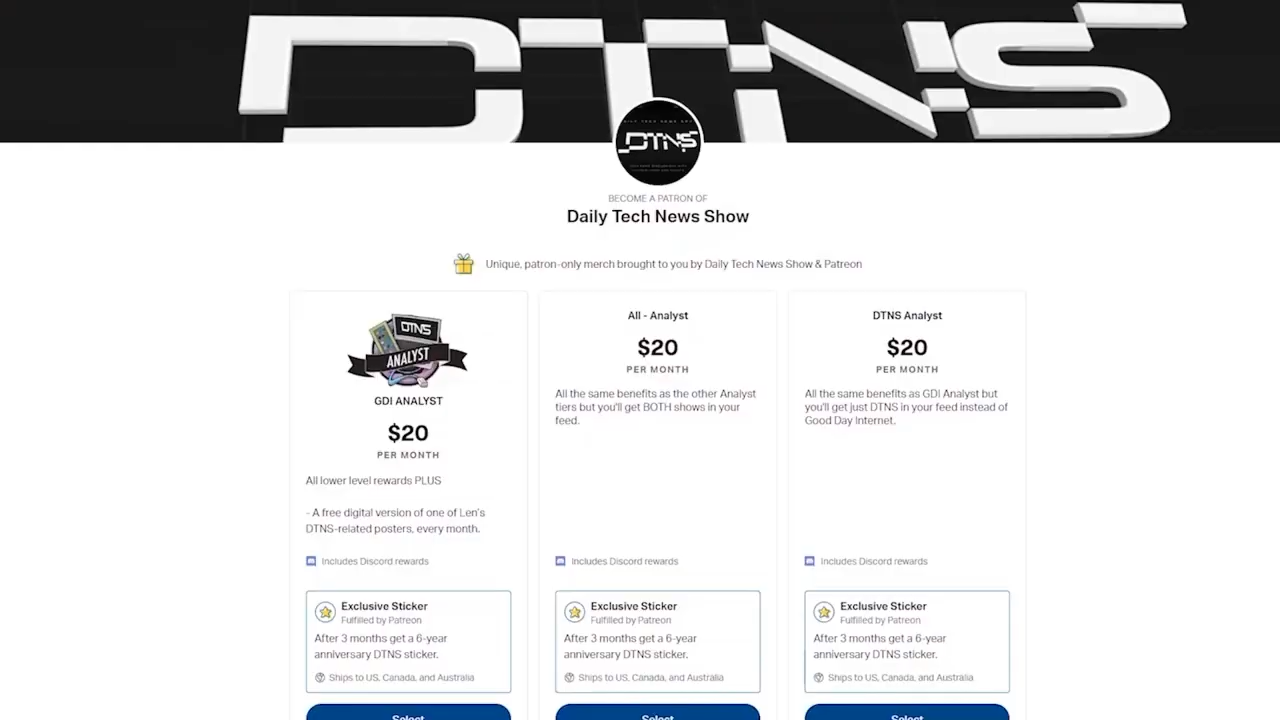 DTNS
DTNS
BECOME A PATRON OF
Daily Tech News Show
Unique, patron-only merch brought to you by Daily Tech News Show & Patreon
DTNS
ANALYST
GDI ANALYST
$20
PER MONTH
All lower level rewards PLUS
- A free digital version of one of Len's
DTNS-related posters, every month.
Includes Discord rewards
Exclusive Sticker
Fulfilled by Patreon
After 3 months get a 6-year
anniversary DTNS sticker.
Ships to US, Canada, and Australia
Select
All - Analyst
$20
PER MONTH
All the same benefits as the other Analyst
tiers but you'll get BOTH shows in your
feed.
Includes Discord rewards
Exclusive Sticker
Fulfilled by Patreon
After 3 months get a 6-year
anniversary DTNS sticker.
Ships to US, Canada, and Australia
Select
DTNS Analyst
$20
PER MONTH
All the same benefits as GDI Analyst but
you'll get just DTNS in your feed instead of
Good Day Internet.
Includes Discord rewards
Exclusive Sticker
Fulfilled by Patreon
After 3 months get a 6-year
anniversary DTNS sticker.
Ships to US, Canada, and Australia
Select